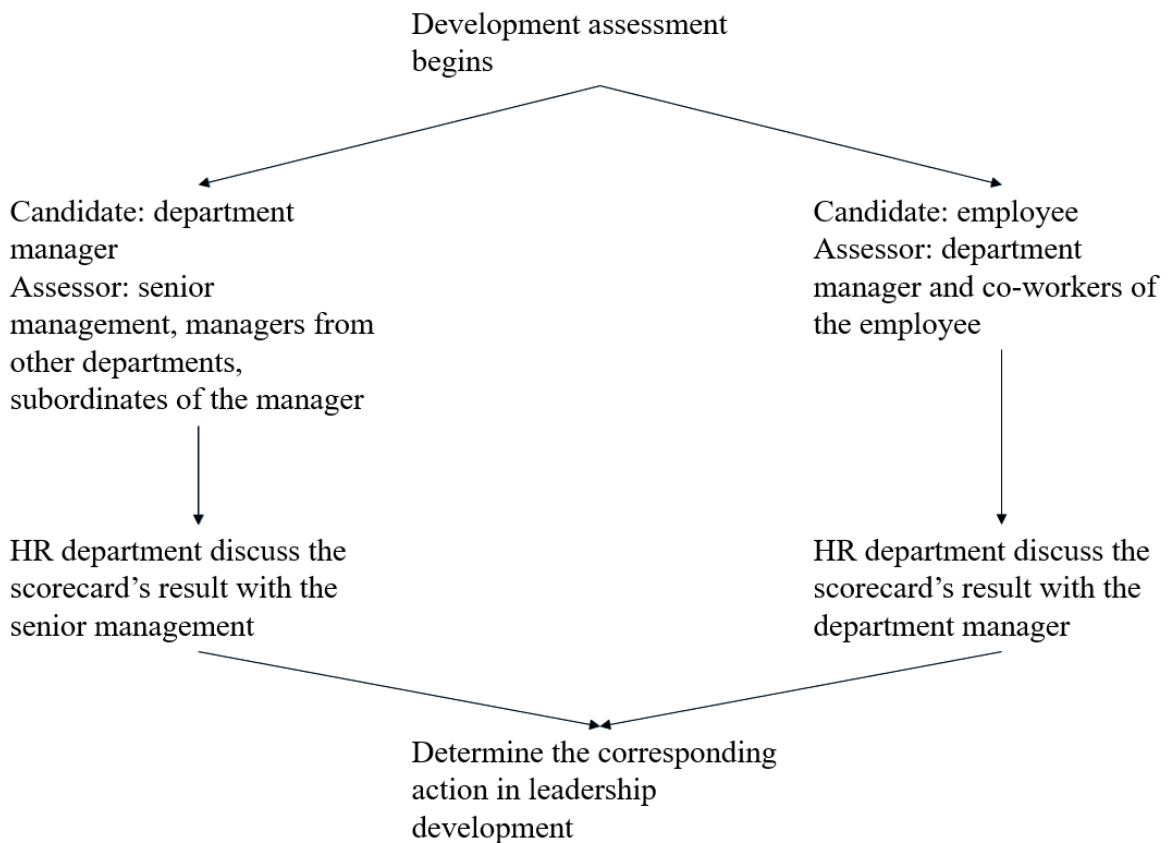 Development assessment
begins
Candidate: department
manager
Assessor: senior
management, managers from
other departments,
subordinates of the manager
Candidate: employee
Assessor: department
manager and co-workers of
the employee
HR department discuss the
scorecard’s result with the
senior management
HR department discuss the
scorecard’s result with the
department manager
Determine the corresponding
action in leadership
development